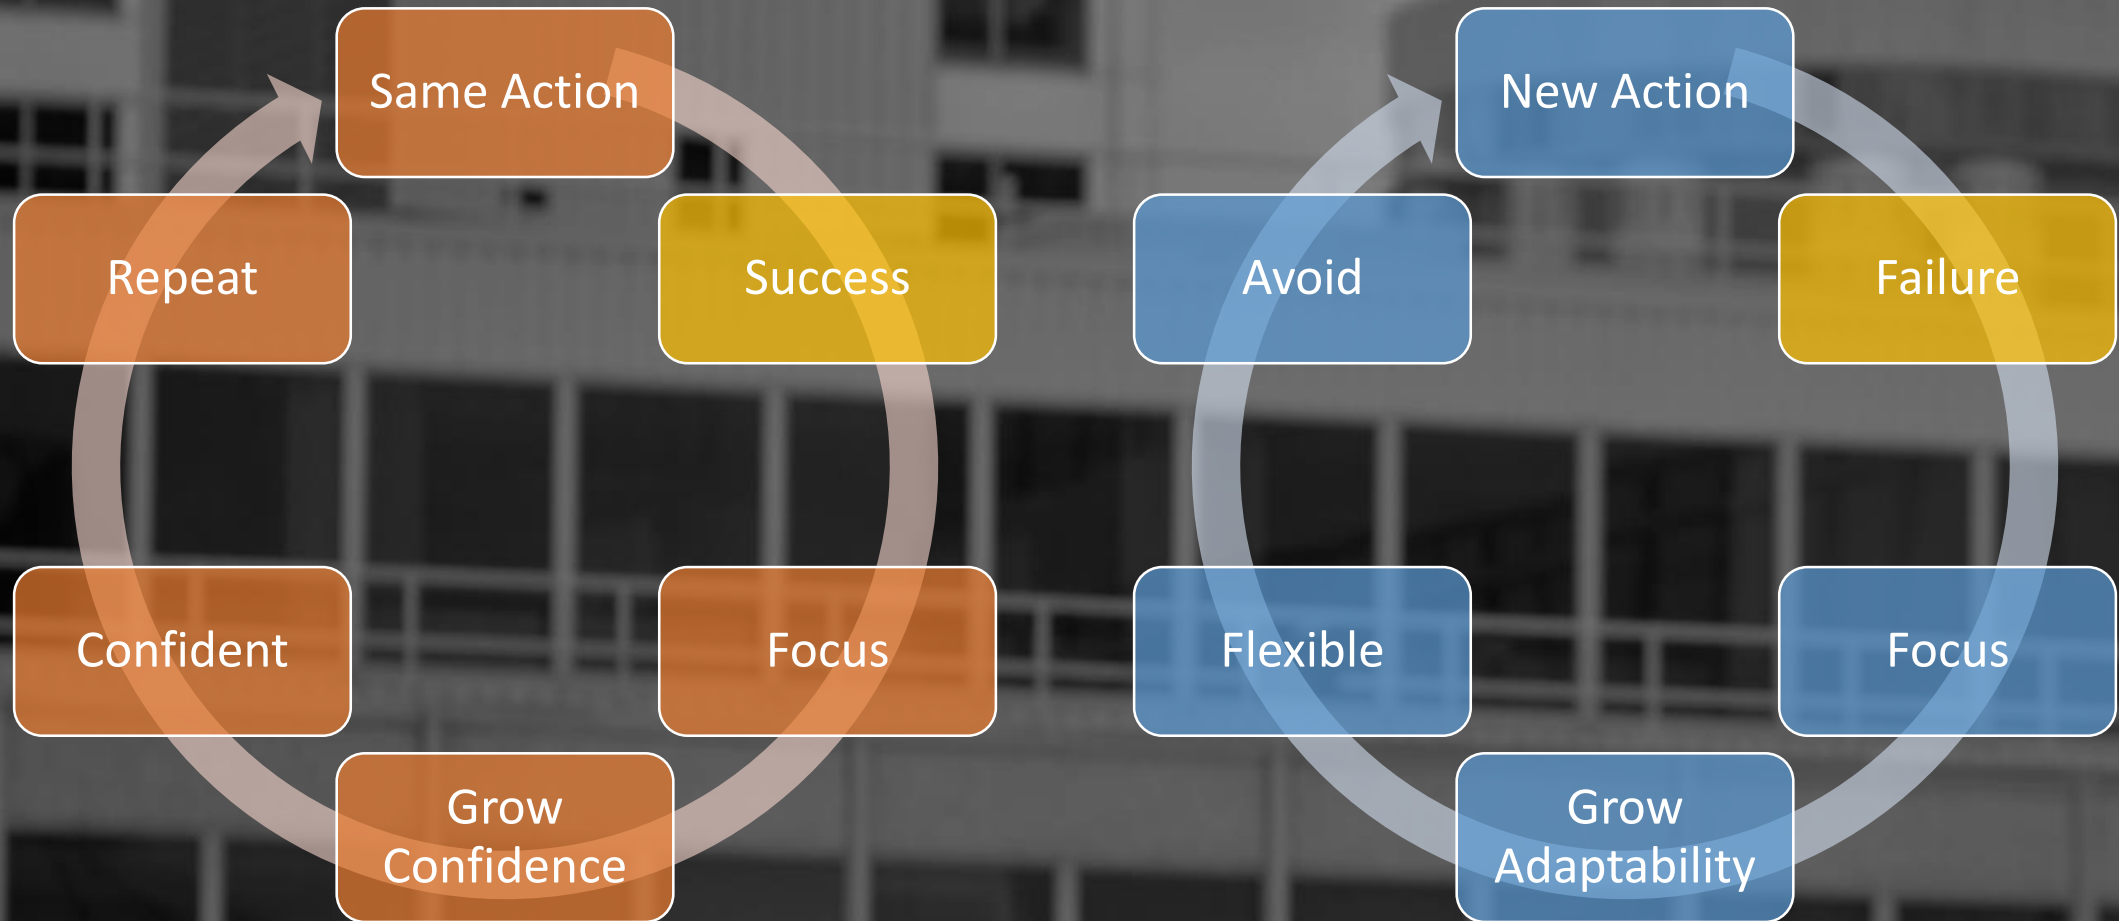 Same Action
Success
Focus
Grow
Confidence
Confident
Repeat
New Action
Failure
Focus
Grow
Adaptability
Flexible
Avoid